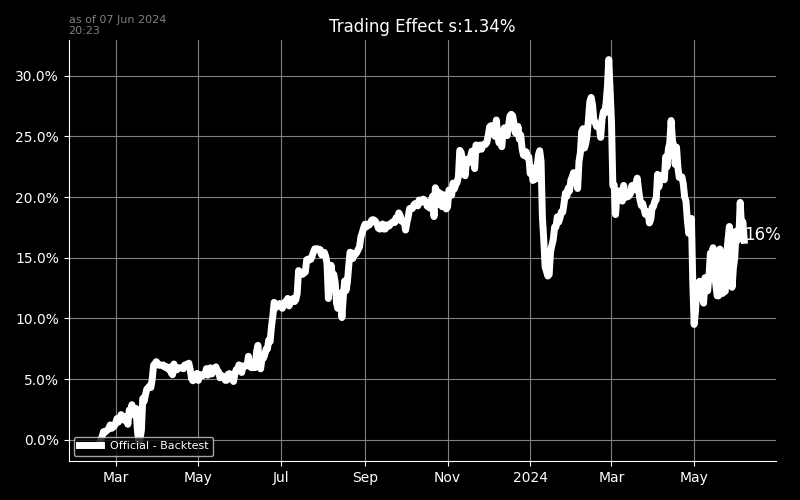 as of 07 Jun 2024
20:23
Trading Effect s:1.34%
30.0%
25.0%
20.0%
15.0%
10.0%
5.0%
0.0%
16%
Official - Backtest
Mar May Jul Sep Nov 2024 Mar May